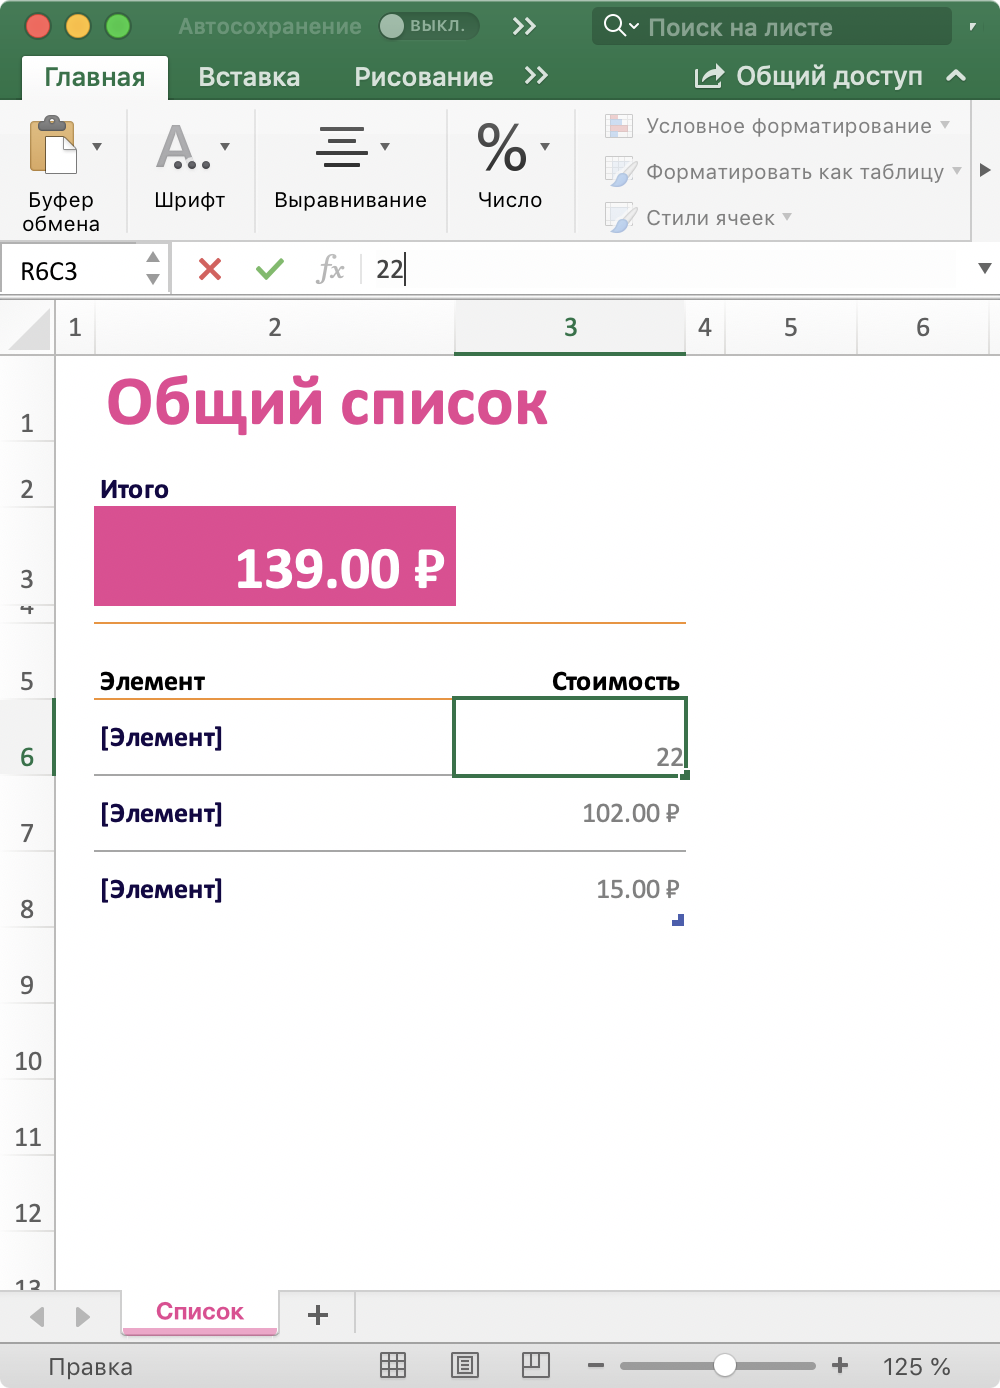 Автосохранение ВЫКЛ. Поиск на листе
Главная Вставка Рисование Общий доступ
Буфер обмена
Шрифт
Выравнивание
%
Число
Условное форматирование
Форматировать как таблицу
Стили ячеек
R6C3 fx 22
1 2 3 4 5 6
1 Общий список
2 Итого
3 139.00 ₽
4
5 Элемент Стоимость
6 [Элемент] 22
7 [Элемент] 102.00 ₽
8 [Элемент] 15.00 ₽
9
10
11
12
13
Список +
Правка 125 %